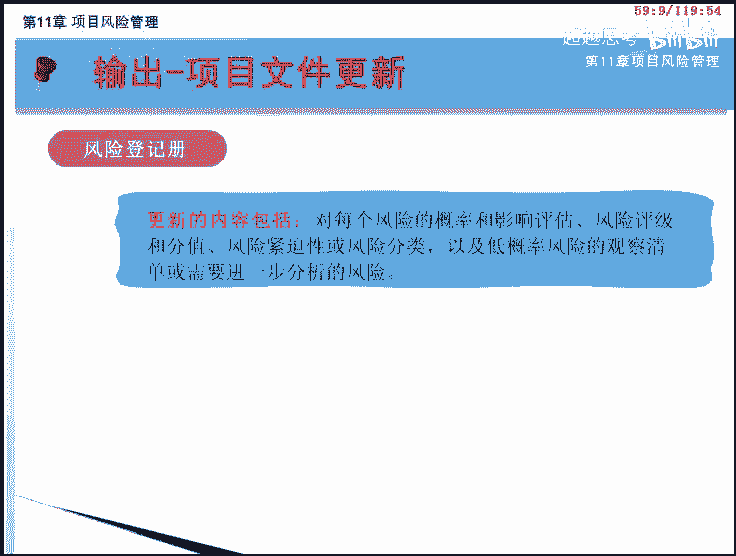 第11章 项目风险管理
59:9/119:54
超越思考 bilibili
第11章项目风险管理
输出-项目文件更新
风险登记册
更新的内容包括：对每个风险的概率和影响评估、风险评级
和分值、风险紧迫性或风险分类，以及低概率风险的观察清
单或需要进一步分析的风险。